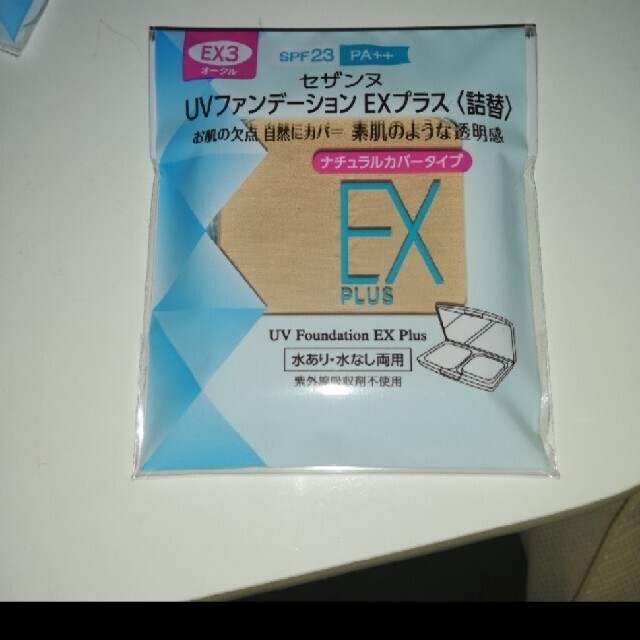 EX3
オークル
SPF23 PA++
セザンヌ
UVファンデーション EXプラス〈詰替〉
お肌の欠点 自然にカバー 素肌のような透明感
ナチュラルカバータイプ
EX
PLUS
UV Foundation EX Plus
水あり・水なし両用
紫外線吸収剤不使用